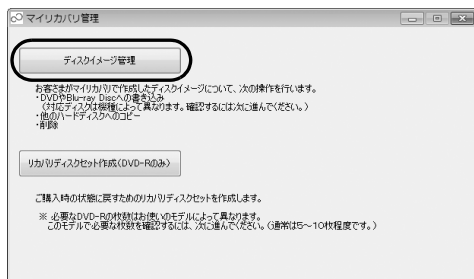 マイリカバリ管理
ディスクイメージ管理
お客さまがマイリカバリで作成したディスクイメージについて、次の操作を行います。
・DVDやBlu-ray Discへの書き込み
(対応ディスクは機種によって異なります。確認するには次に進んでください。)
・他のハードディスクへのコピー
・削除
リカバリディスクセット作成(DVD-Rのみ)
ご購入時の状態に戻すためのリカバリディスクセットを作成します。
※ 必要なDVD-Rの枚数はお使いのモデルによって異なります。
このモデルで必要な枚数を確認するには、次に進んでください。(通常は5～10枚程度です。)